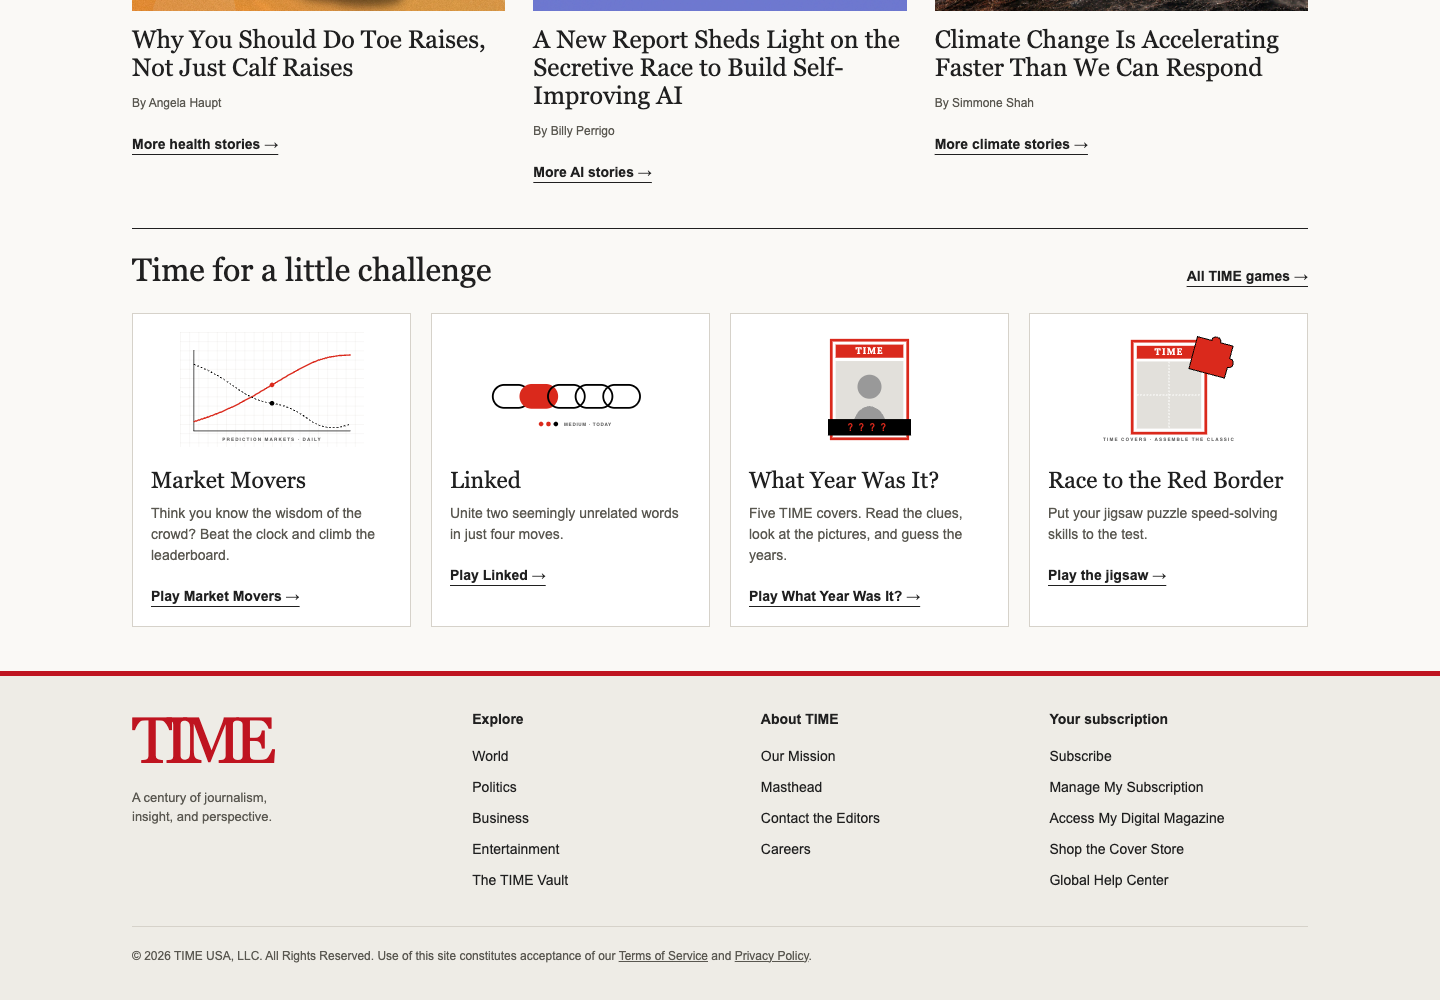 Why You Should Do Toe Raises,
Not Just Calf Raises
By Angela Haupt
More health stories →
A New Report Sheds Light on the
Secretive Race to Build Self-
Improving AI
By Billy Perrigo
More AI stories →
Climate Change Is Accelerating
Faster Than We Can Respond
By Simmone Shah
More climate stories →
Time for a little challenge
All TIME games →
PREDICTION MARKETS · DAILY
Market Movers
Think you know the wisdom of the
crowd? Beat the clock and climb the
leaderboard.
Play Market Movers →
MEDIUM · TODAY
Linked
Unite two seemingly unrelated words
in just four moves.
Play Linked →
TIME
? ? ? ?
What Year Was It?
Five TIME covers. Read the clues,
look at the pictures, and guess the
years.
Play What Year Was It? →
TIME
TIME COVERS · ASSEMBLE THE CLASSIC
Race to the Red Border
Put your jigsaw puzzle speed-solving
skills to the test.
Play the jigsaw →
TIME
A century of journalism,
insight, and perspective.
Explore
World
Politics
Business
Entertainment
The TIME Vault
About TIME
Our Mission
Masthead
Contact the Editors
Careers
Your subscription
Subscribe
Manage My Subscription
Access My Digital Magazine
Shop the Cover Store
Global Help Center
© 2026 TIME USA, LLC. All Rights Reserved. Use of this site constitutes acceptance of our Terms of Service and Privacy Policy.